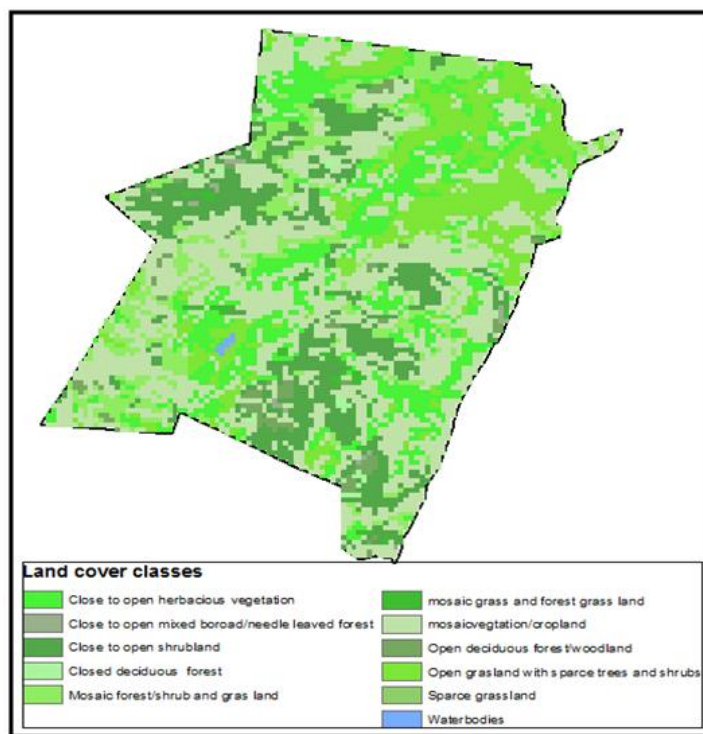 Land cover classes
Close to open herbacious vegetation
Close to open mixed boroad/needle leaved forest
Close to open shrubland
Closed deciduous forest
Mosaic forest/shrub and gras land
mosaic grass and forest grass land
mosaicvegtation/cropland
Open deciduous forest/woodland
Open grasland with sparce trees and shrubs
Sparce grassland
Waterbodies